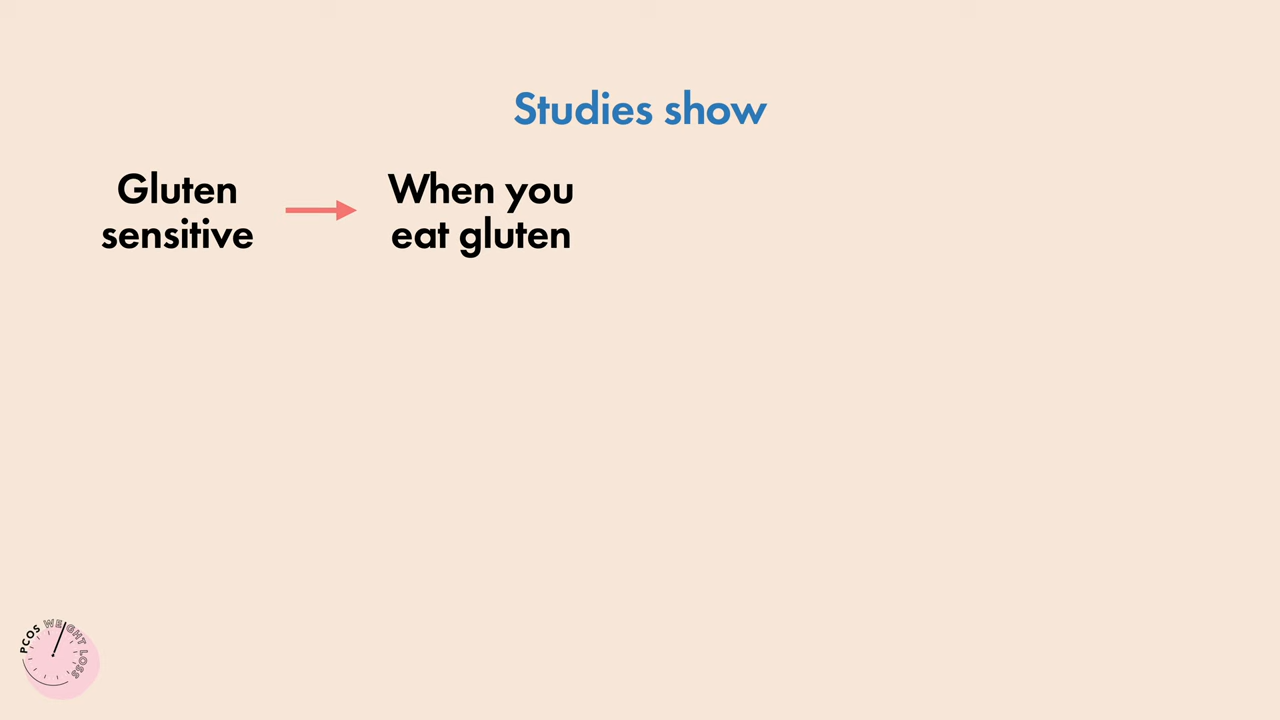 Studies show
Gluten
sensitive
When you
eat gluten
PCOS WEIGHT LOSS